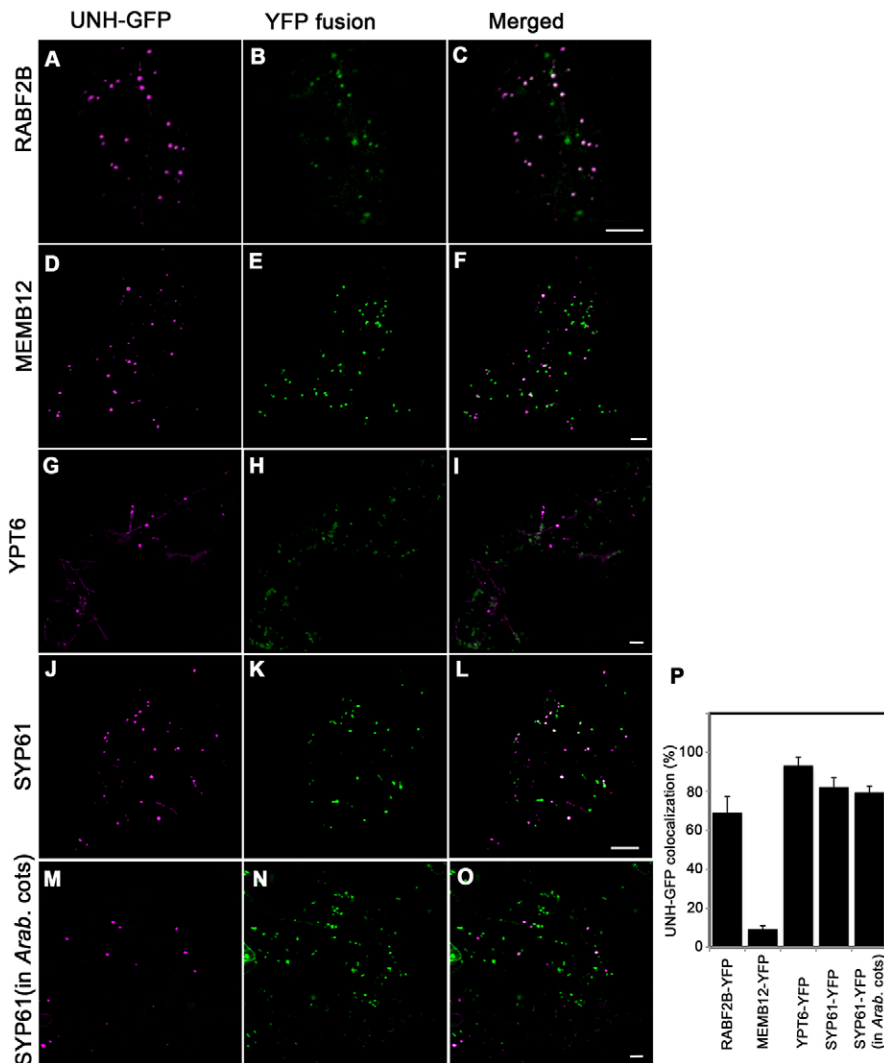 UNH-GFP YFP fusion Merged
RABF2B
A B C
MEMB12
D E F
YPT6
G H I
SYP61
J K L
SYP61(in Arab. cots)
M N O
P
UNH-GFP colocalization (%)
100
80
60
40
20
0
RABF2B-YFP
MEMB12-YFP
YPT6-YFP
SYP61-YFP
SYP61-YFP
(in Arab. cots)